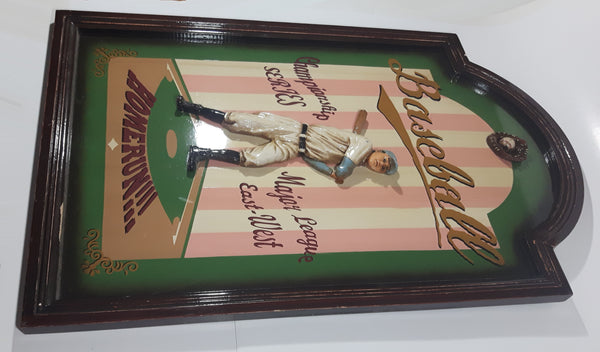 Baseball
Championship
SERIES
Major League
East-West
HOMERUN!...